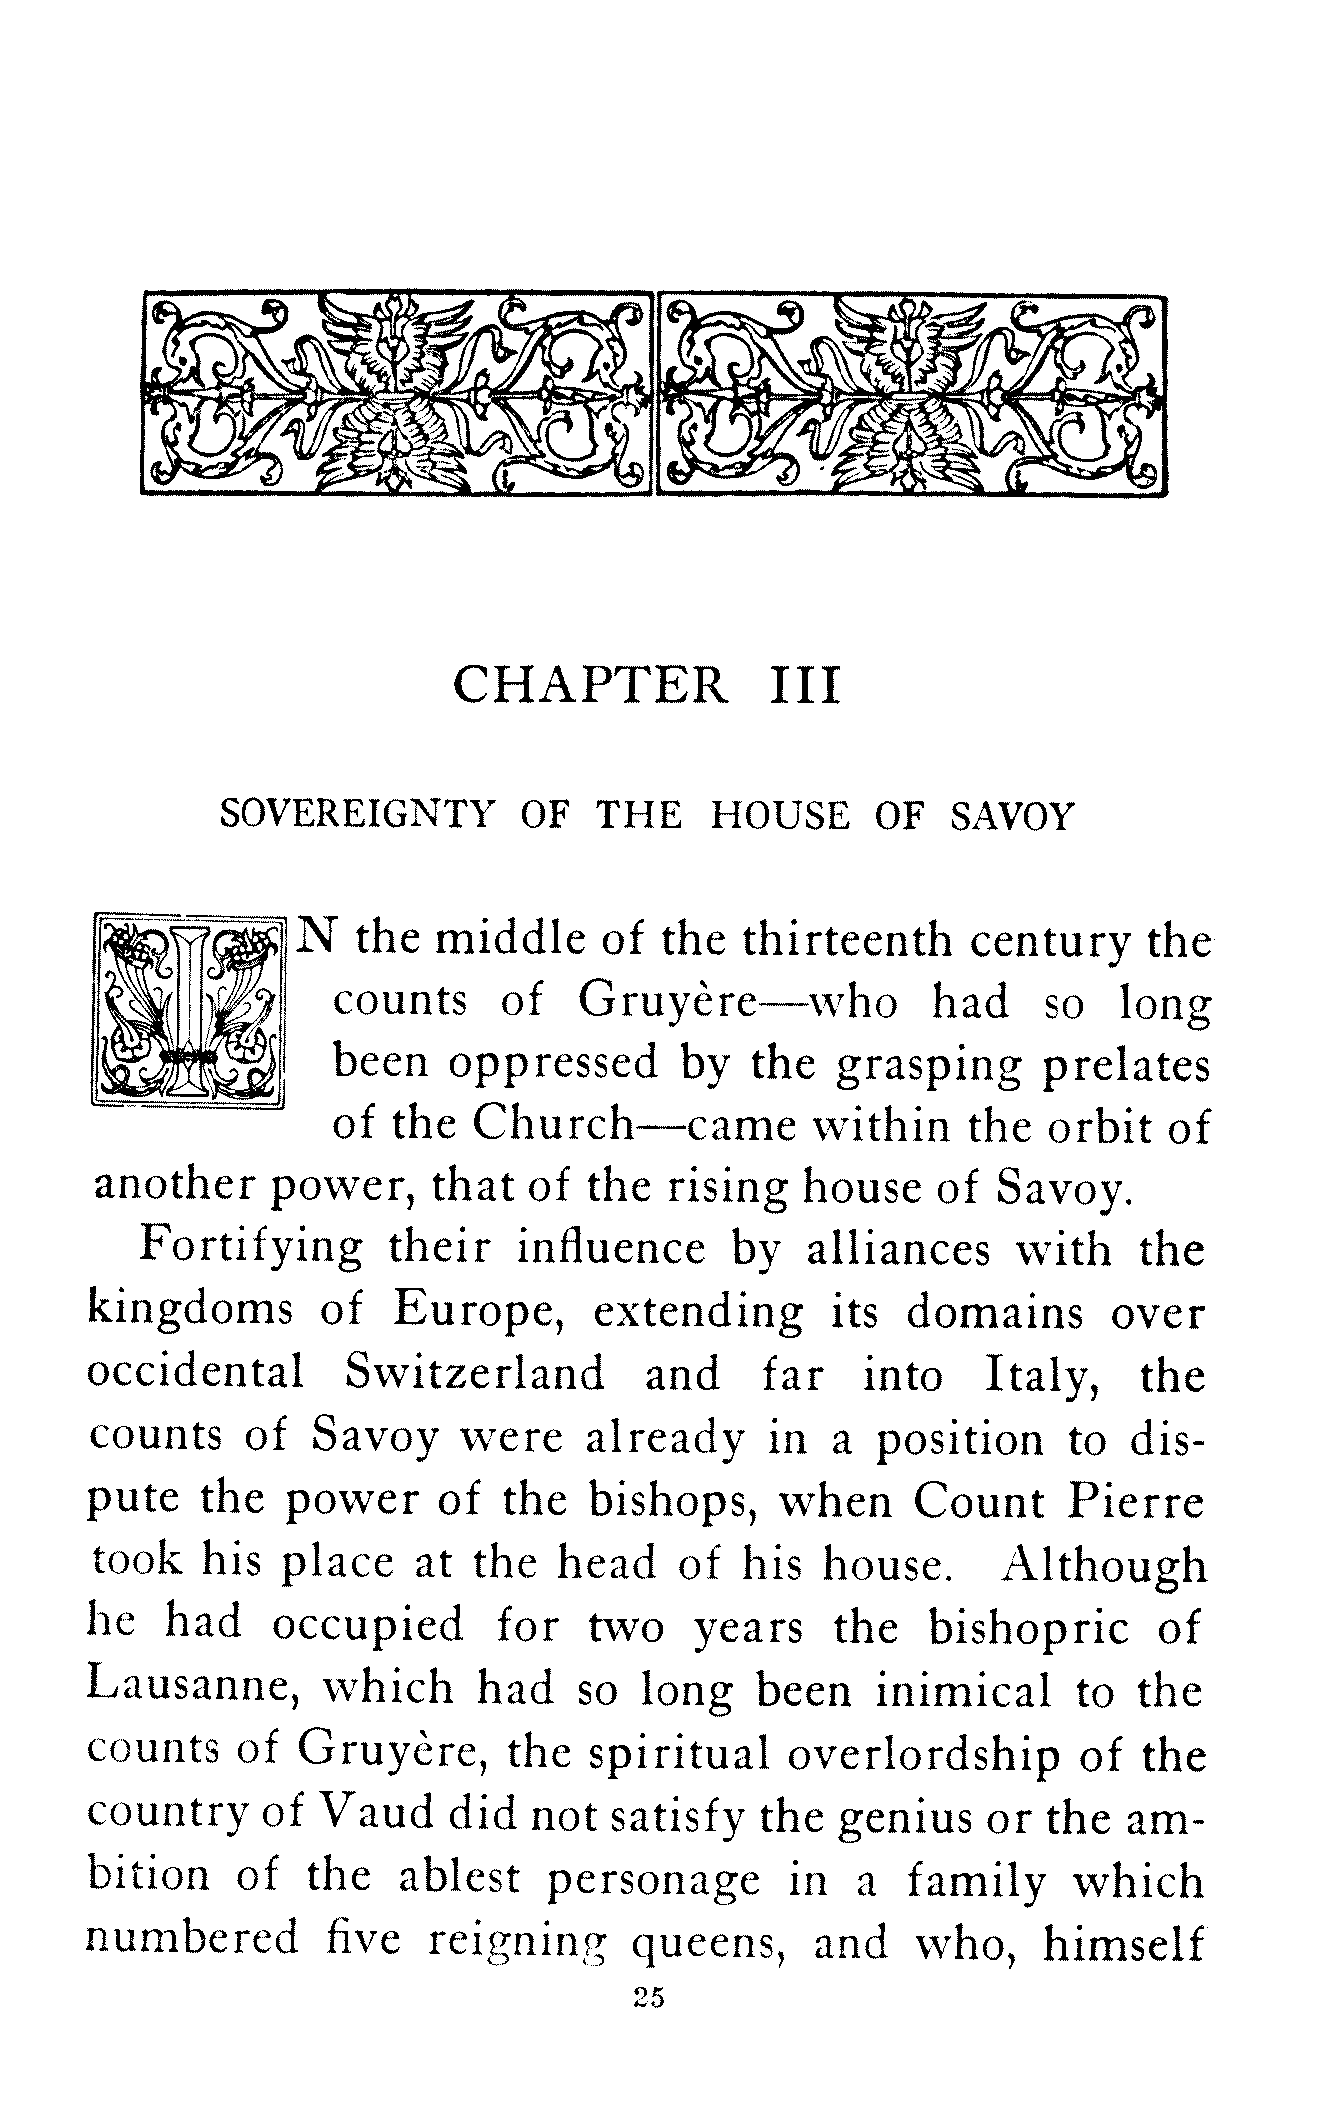 CHAPTER III
SOVEREIGNTY OF THE HOUSE OF SAVOY
IN the middle of the thirteenth century the
counts of Gruyère—who had so long
been oppressed by the grasping prelates
of the Church—came within the orbit of
another power, that of the rising house of Savoy.
Fortifying their influence by alliances with the
kingdoms of Europe, extending its domains over
occidental Switzerland and far into Italy, the
counts of Savoy were already in a position to dis-
pute the power of the bishops, when Count Pierre
took his place at the head of his house. Although
he had occupied for two years the bishopric of
Lausanne, which had so long been inimical to the
counts of Gruyère, the spiritual overlordship of the
country of Vaud did not satisfy the genius or the am-
bition of the ablest personage in a family which
numbered five reigning queens, and who, himself
25